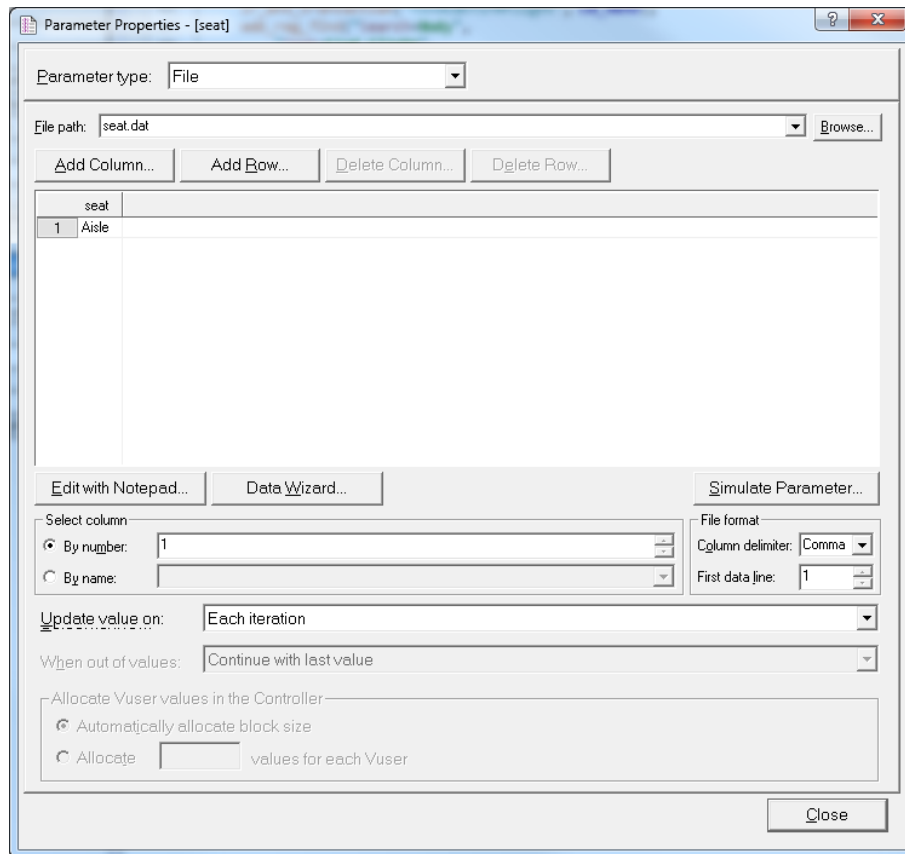 Parameter Properties - [seat]
Parameter type: File
File path: seat.dat Browse...
Add Column... Add Row... Delete Column... Delete Row...
seat
1 Aisle
Edit with Notepad... Data Wizard... Simulate Parameter...
Select column File format
By number: 1 Column delimiter: Comma
By name: First data line: 1
Update value on: Each iteration
When out of values: Continue with last value
Allocate Vuser values in the Controller
Automatically allocate block size
Allocate values for each Vuser
Close